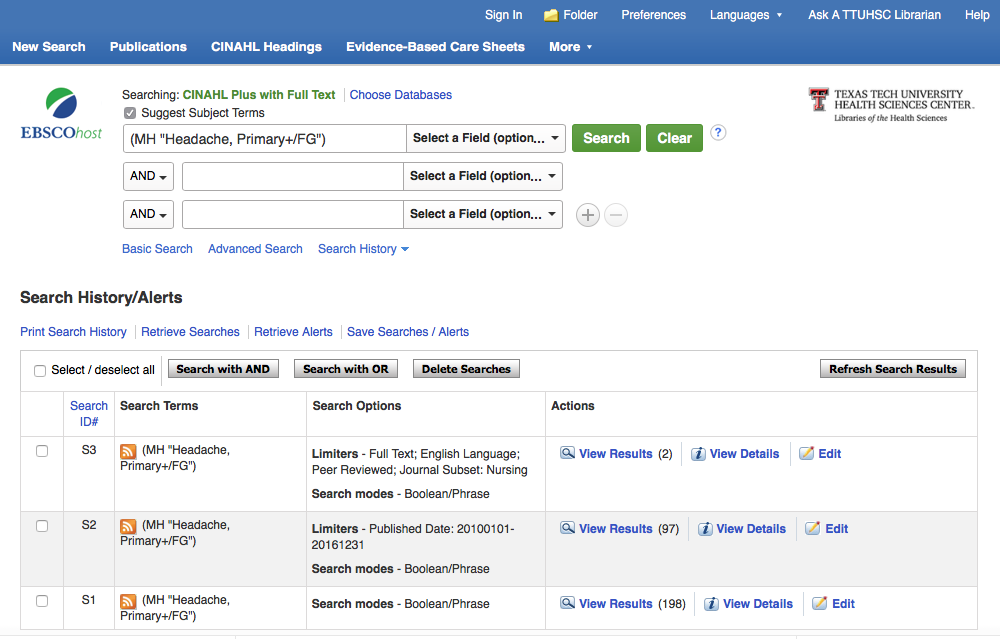 Sign In Folder Preferences Languages Ask A TTUHSC Librarian Help
New Search Publications CINAHL Headings Evidence-Based Care Sheets More
Searching: CINAHL Plus with Full Text Choose Databases
Suggest Subject Terms
EBSCOhost
TEXAS TECH UNIVERSITY
HEALTH SCIENCES CENTER.
Libraries of the Health Sciences
(MH "Headache, Primary+/FG") Select a Field (option... Search Clear ?
AND Select a Field (option...
AND Select a Field (option...
Basic Search Advanced Search Search History
Search History/Alerts
Print Search History Retrieve Searches Retrieve Alerts Save Searches / Alerts
Select / deselect all Search with AND Search with OR Delete Searches Refresh Search Results
Search ID# Search Terms Search Options Actions
S3 (MH "Headache,
Primary+/FG")
Limiters - Full Text; English Language;
Peer Reviewed; Journal Subset: Nursing
Search modes - Boolean/Phrase
View Results (2) View Details Edit
S2 (MH "Headache,
Primary+/FG")
Limiters - Published Date: 20100101-
20161231
Search modes - Boolean/Phrase
View Results (97) View Details Edit
S1 (MH "Headache,
Primary+/FG")
Search modes - Boolean/Phrase
View Results (198) View Details Edit